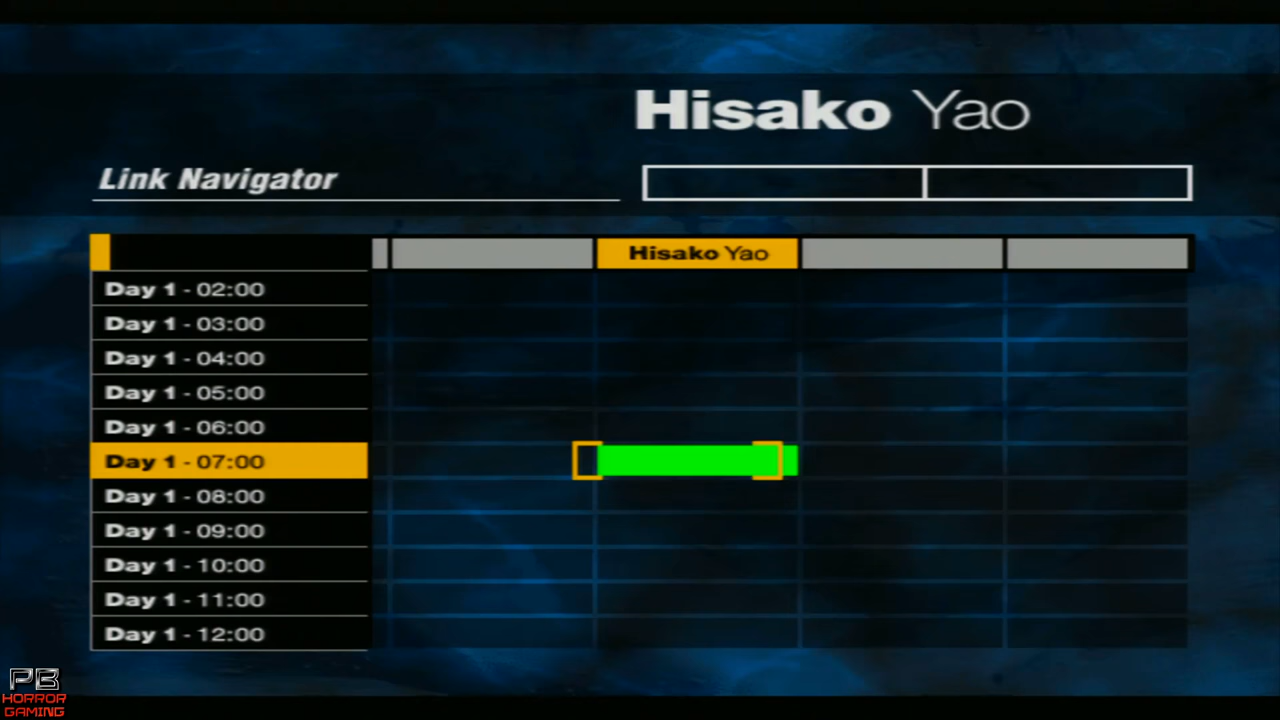 Hisako Yao
Link Navigator
Hisako Yao
Day 1 - 02:00
Day 1 - 03:00
Day 1 - 04:00
Day 1 - 05:00
Day 1 - 06:00
Day 1 - 07:00
Day 1 - 08:00
Day 1 - 09:00
Day 1 - 10:00
Day 1 - 11:00
Day 1 - 12:00
PB
HORROR
GAMING